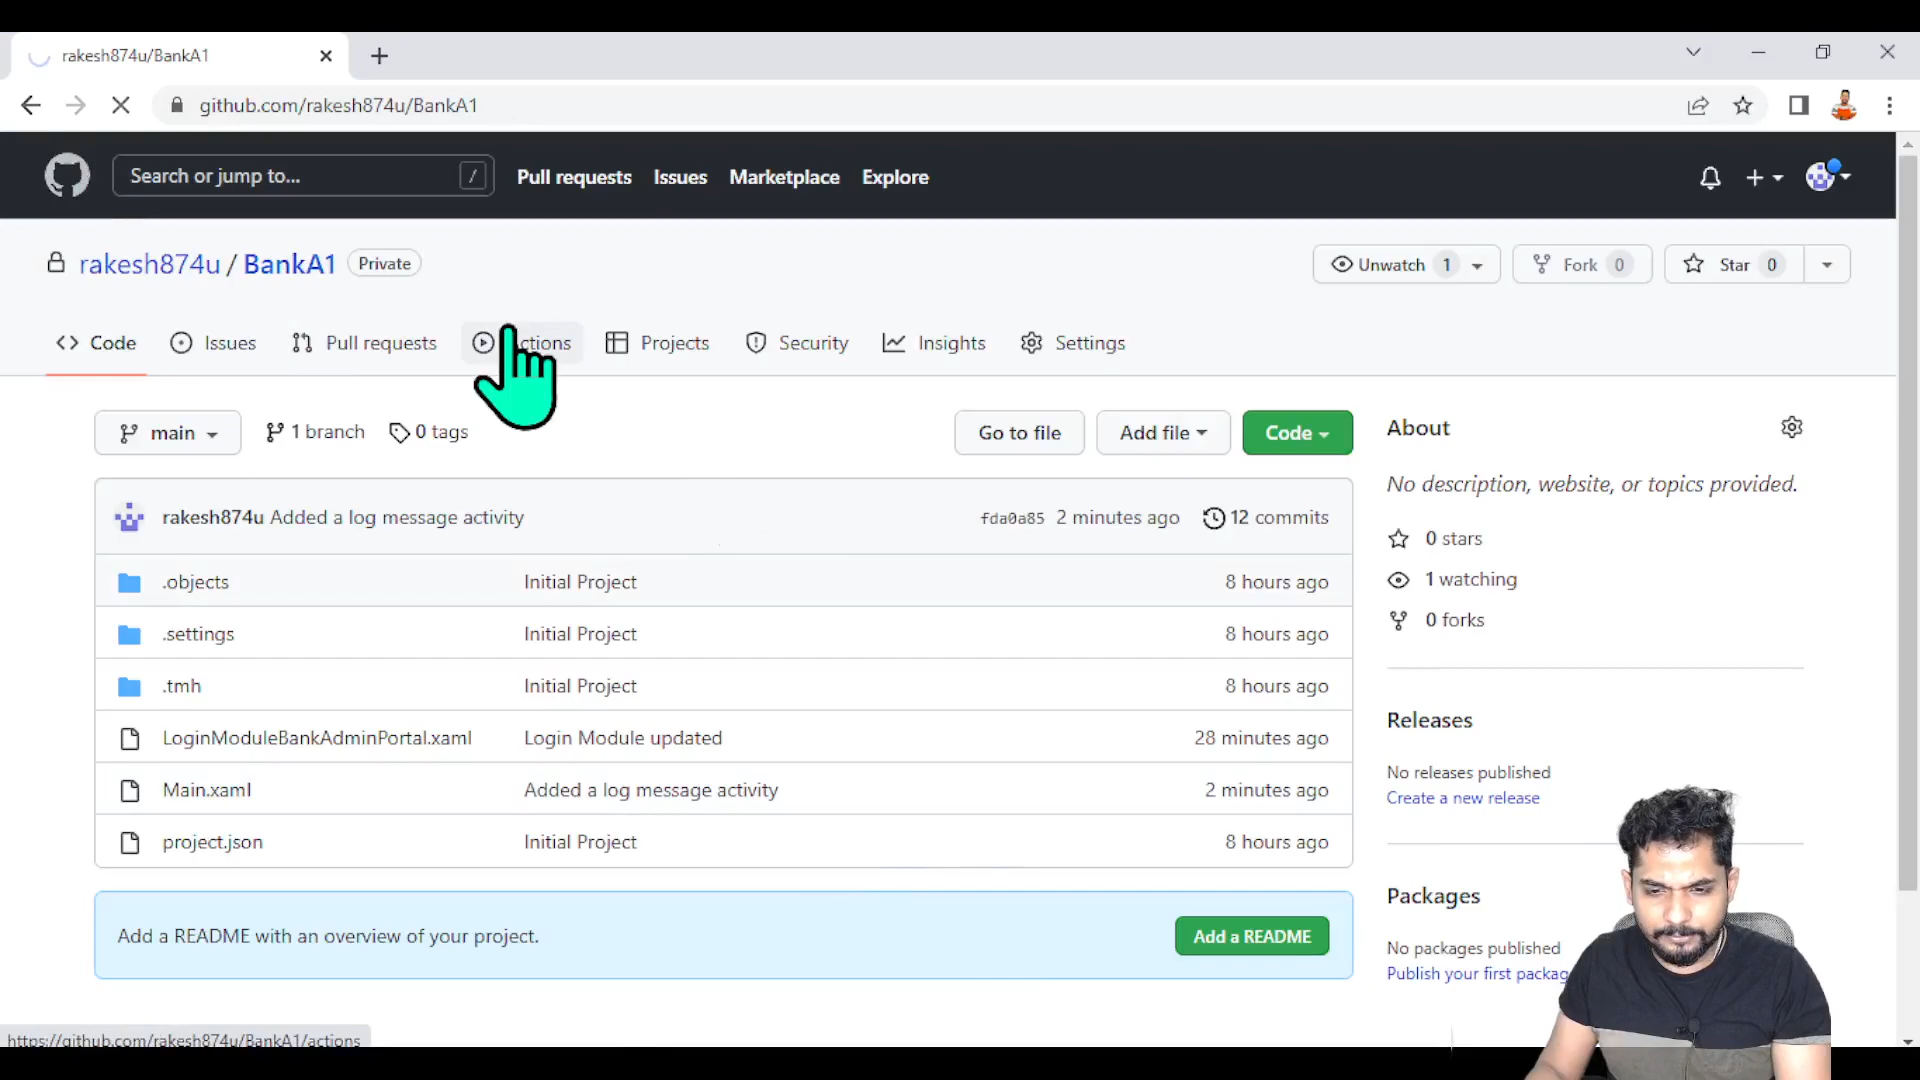 rakesh874u/BankA1
github.com/rakesh874u/BankA1
Search or jump to... /
Pull requests Issues Marketplace Explore
rakesh874u / BankA1 Private
Unwatch 1 Fork 0 Star 0
Code Issues Pull requests ctions Projects Security Insights Settings
main 1 branch 0 tags Go to file Add file Code
rakesh874u Added a log message activity fda0a85 2 minutes ago 12 commits
.objects Initial Project 8 hours ago
.settings Initial Project 8 hours ago
.tmh Initial Project 8 hours ago
LoginModuleBankAdminPortal.xaml Login Module updated 28 minutes ago
Main.xaml Added a log message activity 2 minutes ago
project.json Initial Project 8 hours ago
Add a README with an overview of your project. Add a README
About
No description, website, or topics provided.
0 stars
1 watching
0 forks
Releases
No releases published
Create a new release
Packages
No packages published
Publish your first packag
https://github.com/rakesh874u/BankA1/actions